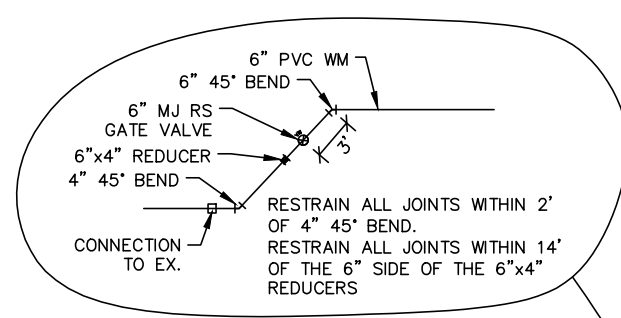 6” PVC WM
6” 45° BEND
6” MJ RS
GATE VALVE
6”x4” REDUCER
4” 45° BEND
3’
CONNECTION
TO EX.
RESTRAIN ALL JOINTS WITHIN 2’
OF 4” 45° BEND.
RESTRAIN ALL JOINTS WITHIN 14’
OF THE 6” SIDE OF THE 6”x4”
REDUCERS